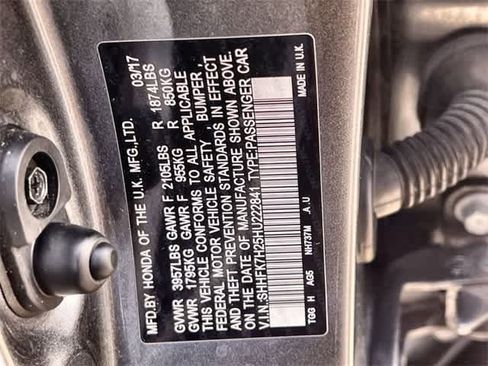 MFD.BY HONDA OF THE U.K. MFG.,LTD. 03/17
GVWR 3957LBS GAWR F 2105LBS R 1874LBS
GVWR 1795KG GAWR F 955KG R 850KG
THIS VEHICLE CONFORMS TO ALL APPLICABLE
FEDERAL MOTOR VEHICLE SAFETY , BUMPER ,
AND THEFT PREVENTION STANDARDS IN EFFECT
ON THE DATE OF MANUFACTURE SHOWN ABOVE.
V.I.N.:SHHFK7H25HU222841 TYPE:PASSENGER CAR
TGG H AG5 NH737M A.U MADE IN U.K.